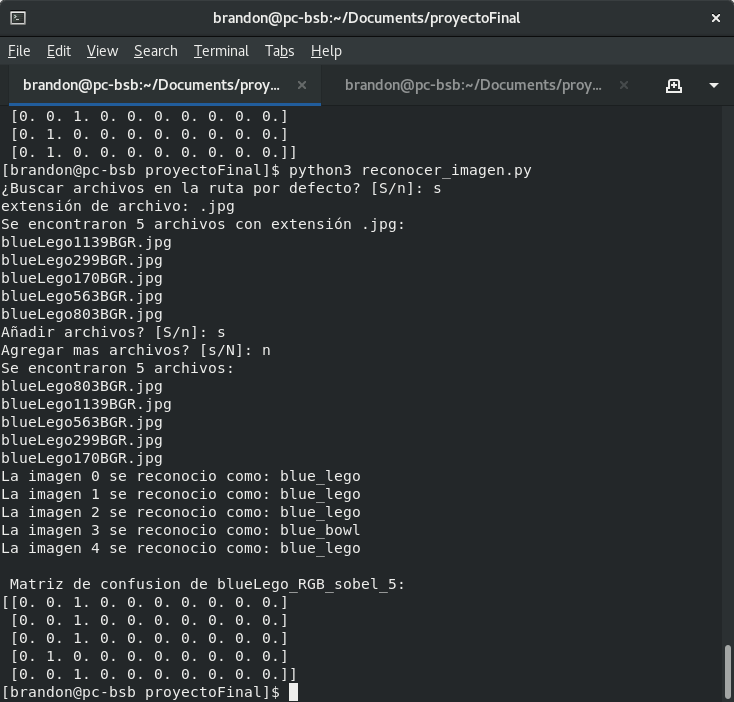 brandon@pc-bsb:~/Documents/proyectoFinal
File Edit View Search Terminal Tabs Help
brandon@pc-bsb:~/Documents/proy... brandon@pc-bsb:~/Documents/proy...
[0. 0. 1. 0. 0. 0. 0. 0. 0. 0.]
[0. 1. 0. 0. 0. 0. 0. 0. 0. 0.]
[0. 1. 0. 0. 0. 0. 0. 0. 0. 0.]]
[brandon@pc-bsb proyectoFinal]$ python3 reconocer_imagen.py
¿Buscar archivos en la ruta por defecto? [S/n]: s
extensión de archivo: .jpg
Se encontraron 5 archivos con extensión .jpg:
blueLego1139BGR.jpg
blueLego299BGR.jpg
blueLego170BGR.jpg
blueLego563BGR.jpg
blueLego803BGR.jpg
Añadir archivos? [S/n]: s
Agregar mas archivos? [s/N]: n
Se encontraron 5 archivos:
blueLego803BGR.jpg
blueLego1139BGR.jpg
blueLego563BGR.jpg
blueLego299BGR.jpg
blueLego170BGR.jpg
La imagen 0 se reconocio como: blue_lego
La imagen 1 se reconocio como: blue_lego
La imagen 2 se reconocio como: blue_lego
La imagen 3 se reconocio como: blue_bowl
La imagen 4 se reconocio como: blue_lego
Matriz de confusion de blueLego_RGB_sobel_5:
[[0. 0. 1. 0. 0. 0. 0. 0. 0. 0.]
[0. 0. 1. 0. 0. 0. 0. 0. 0. 0.]
[0. 0. 1. 0. 0. 0. 0. 0. 0. 0.]
[0. 1. 0. 0. 0. 0. 0. 0. 0. 0.]
[0. 0. 1. 0. 0. 0. 0. 0. 0. 0.]]
[brandon@pc-bsb proyectoFinal]$